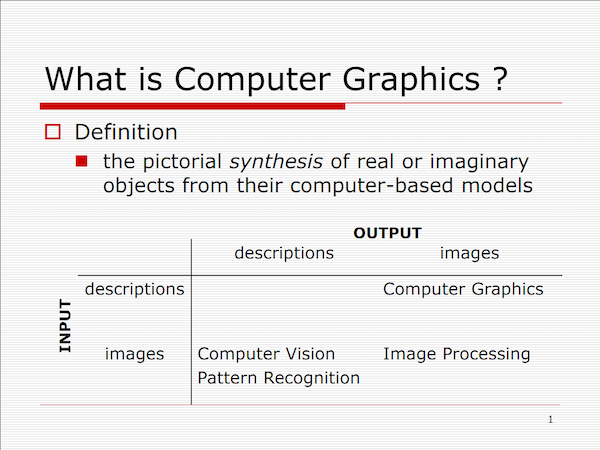 What is Computer Graphics ?
Definition
the pictorial synthesis of real or imaginary
objects from their computer-based models
OUTPUT
descriptions images
INPUT
descriptions Computer Graphics
images Computer Vision Image Processing
Pattern Recognition
1